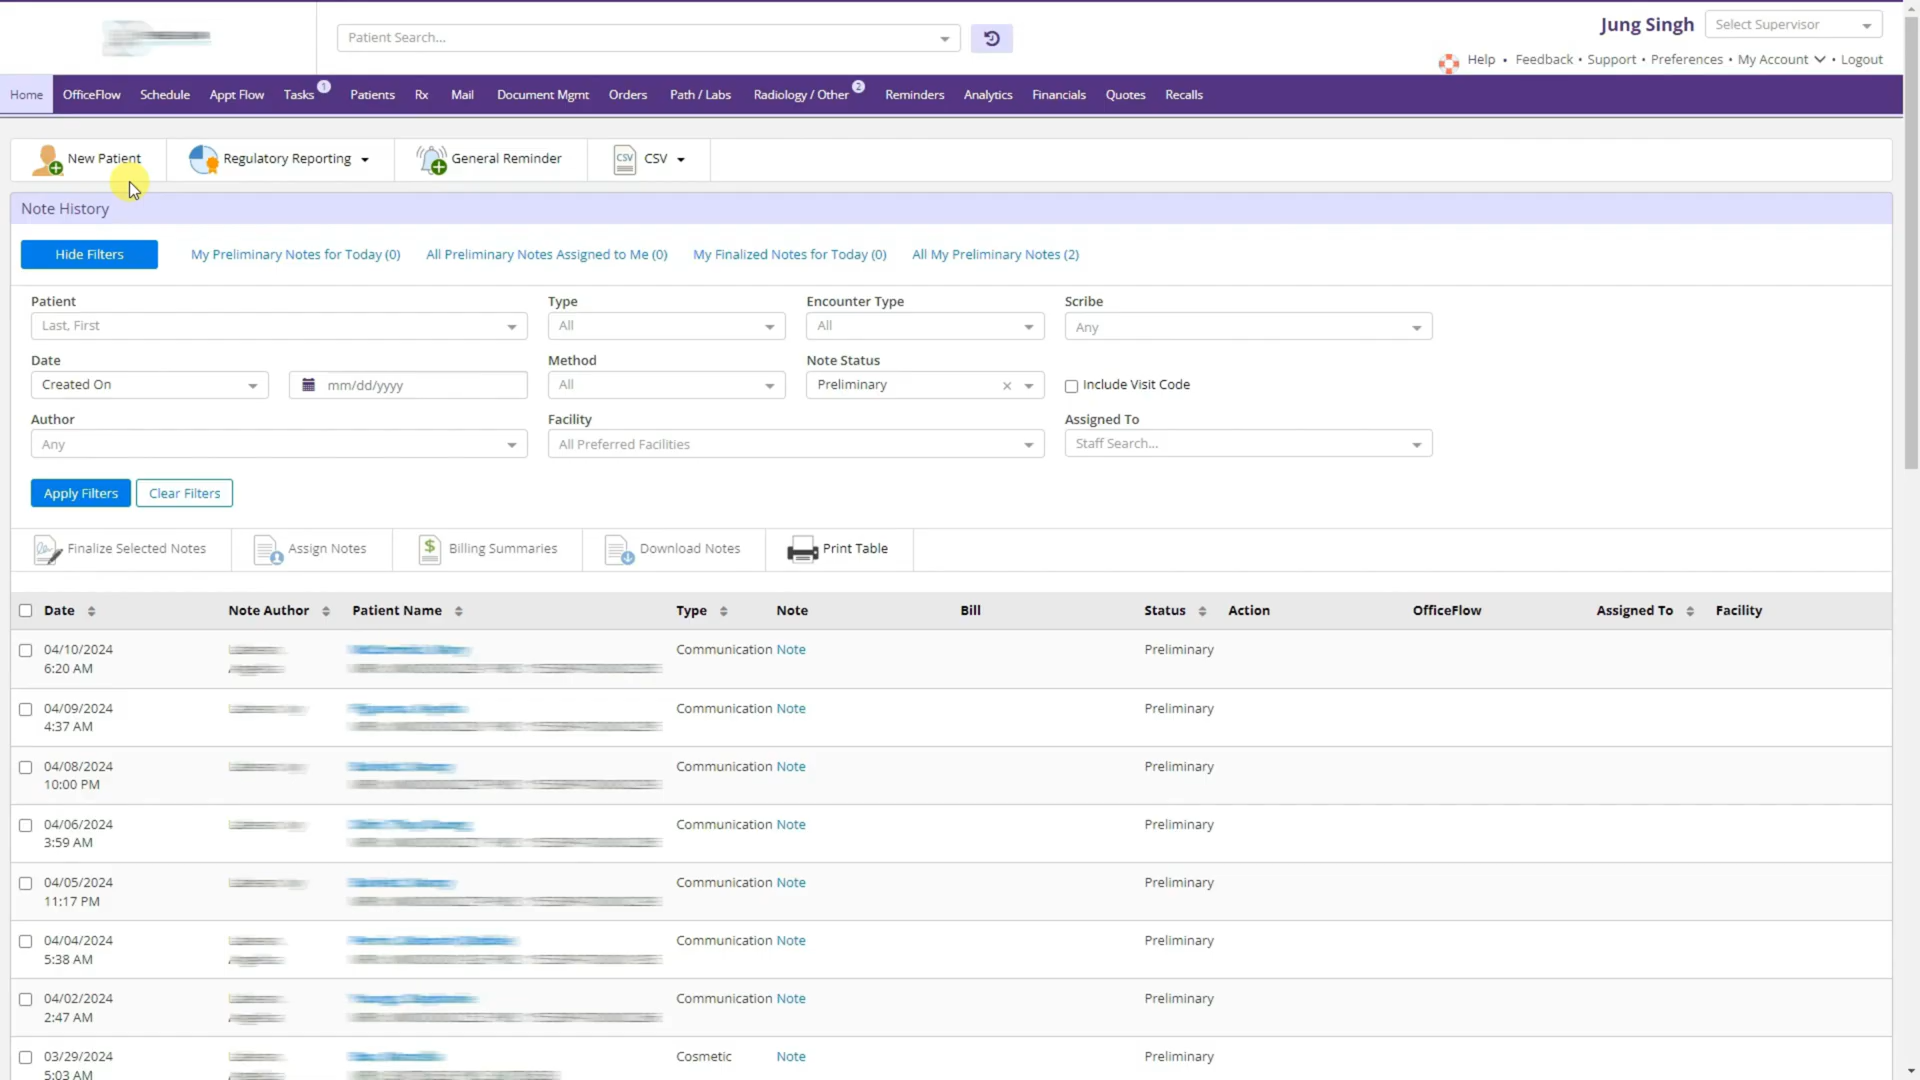 Patient Search...
Jung Singh
Select Supervisor
Help • Feedback • Support • Preferences • My Account • Logout
Home OfficeFlow Schedule Appt Flow Tasks 1 Patients Rx Mail Document Mgmt Orders Path / Labs Radiology / Other 2 Reminders Analytics Financials Quotes Recalls
New Patient Regulatory Reporting General Reminder CSV CSV
Note History
Hide Filters My Preliminary Notes for Today (0) All Preliminary Notes Assigned to Me (0) My Finalized Notes for Today (0) All My Preliminary Notes (2)
Patient Type Encounter Type Scribe
Last, First All All Any
Date Method Note Status
Created On mm/dd/yyyy All Preliminary × Include Visit Code
Author Facility Assigned To
Any All Preferred Facilities Staff Search...
Apply Filters Clear Filters
Finalize Selected Notes Assign Notes $ Billing Summaries Download Notes Print Table
Date Note Author Patient Name Type Note Bill Status Action OfficeFlow Assigned To Facility
04/10/2024 Communication Note Preliminary
6:20 AM
04/09/2024 Communication Note Preliminary
4:37 AM
04/08/2024 Communication Note Preliminary
10:00 PM
04/06/2024 Communication Note Preliminary
3:59 AM
04/05/2024 Communication Note Preliminary
11:17 PM
04/04/2024 Communication Note Preliminary
5:38 AM
04/02/2024 Communication Note Preliminary
2:47 AM
03/29/2024 Cosmetic Note Preliminary
5:03 AM